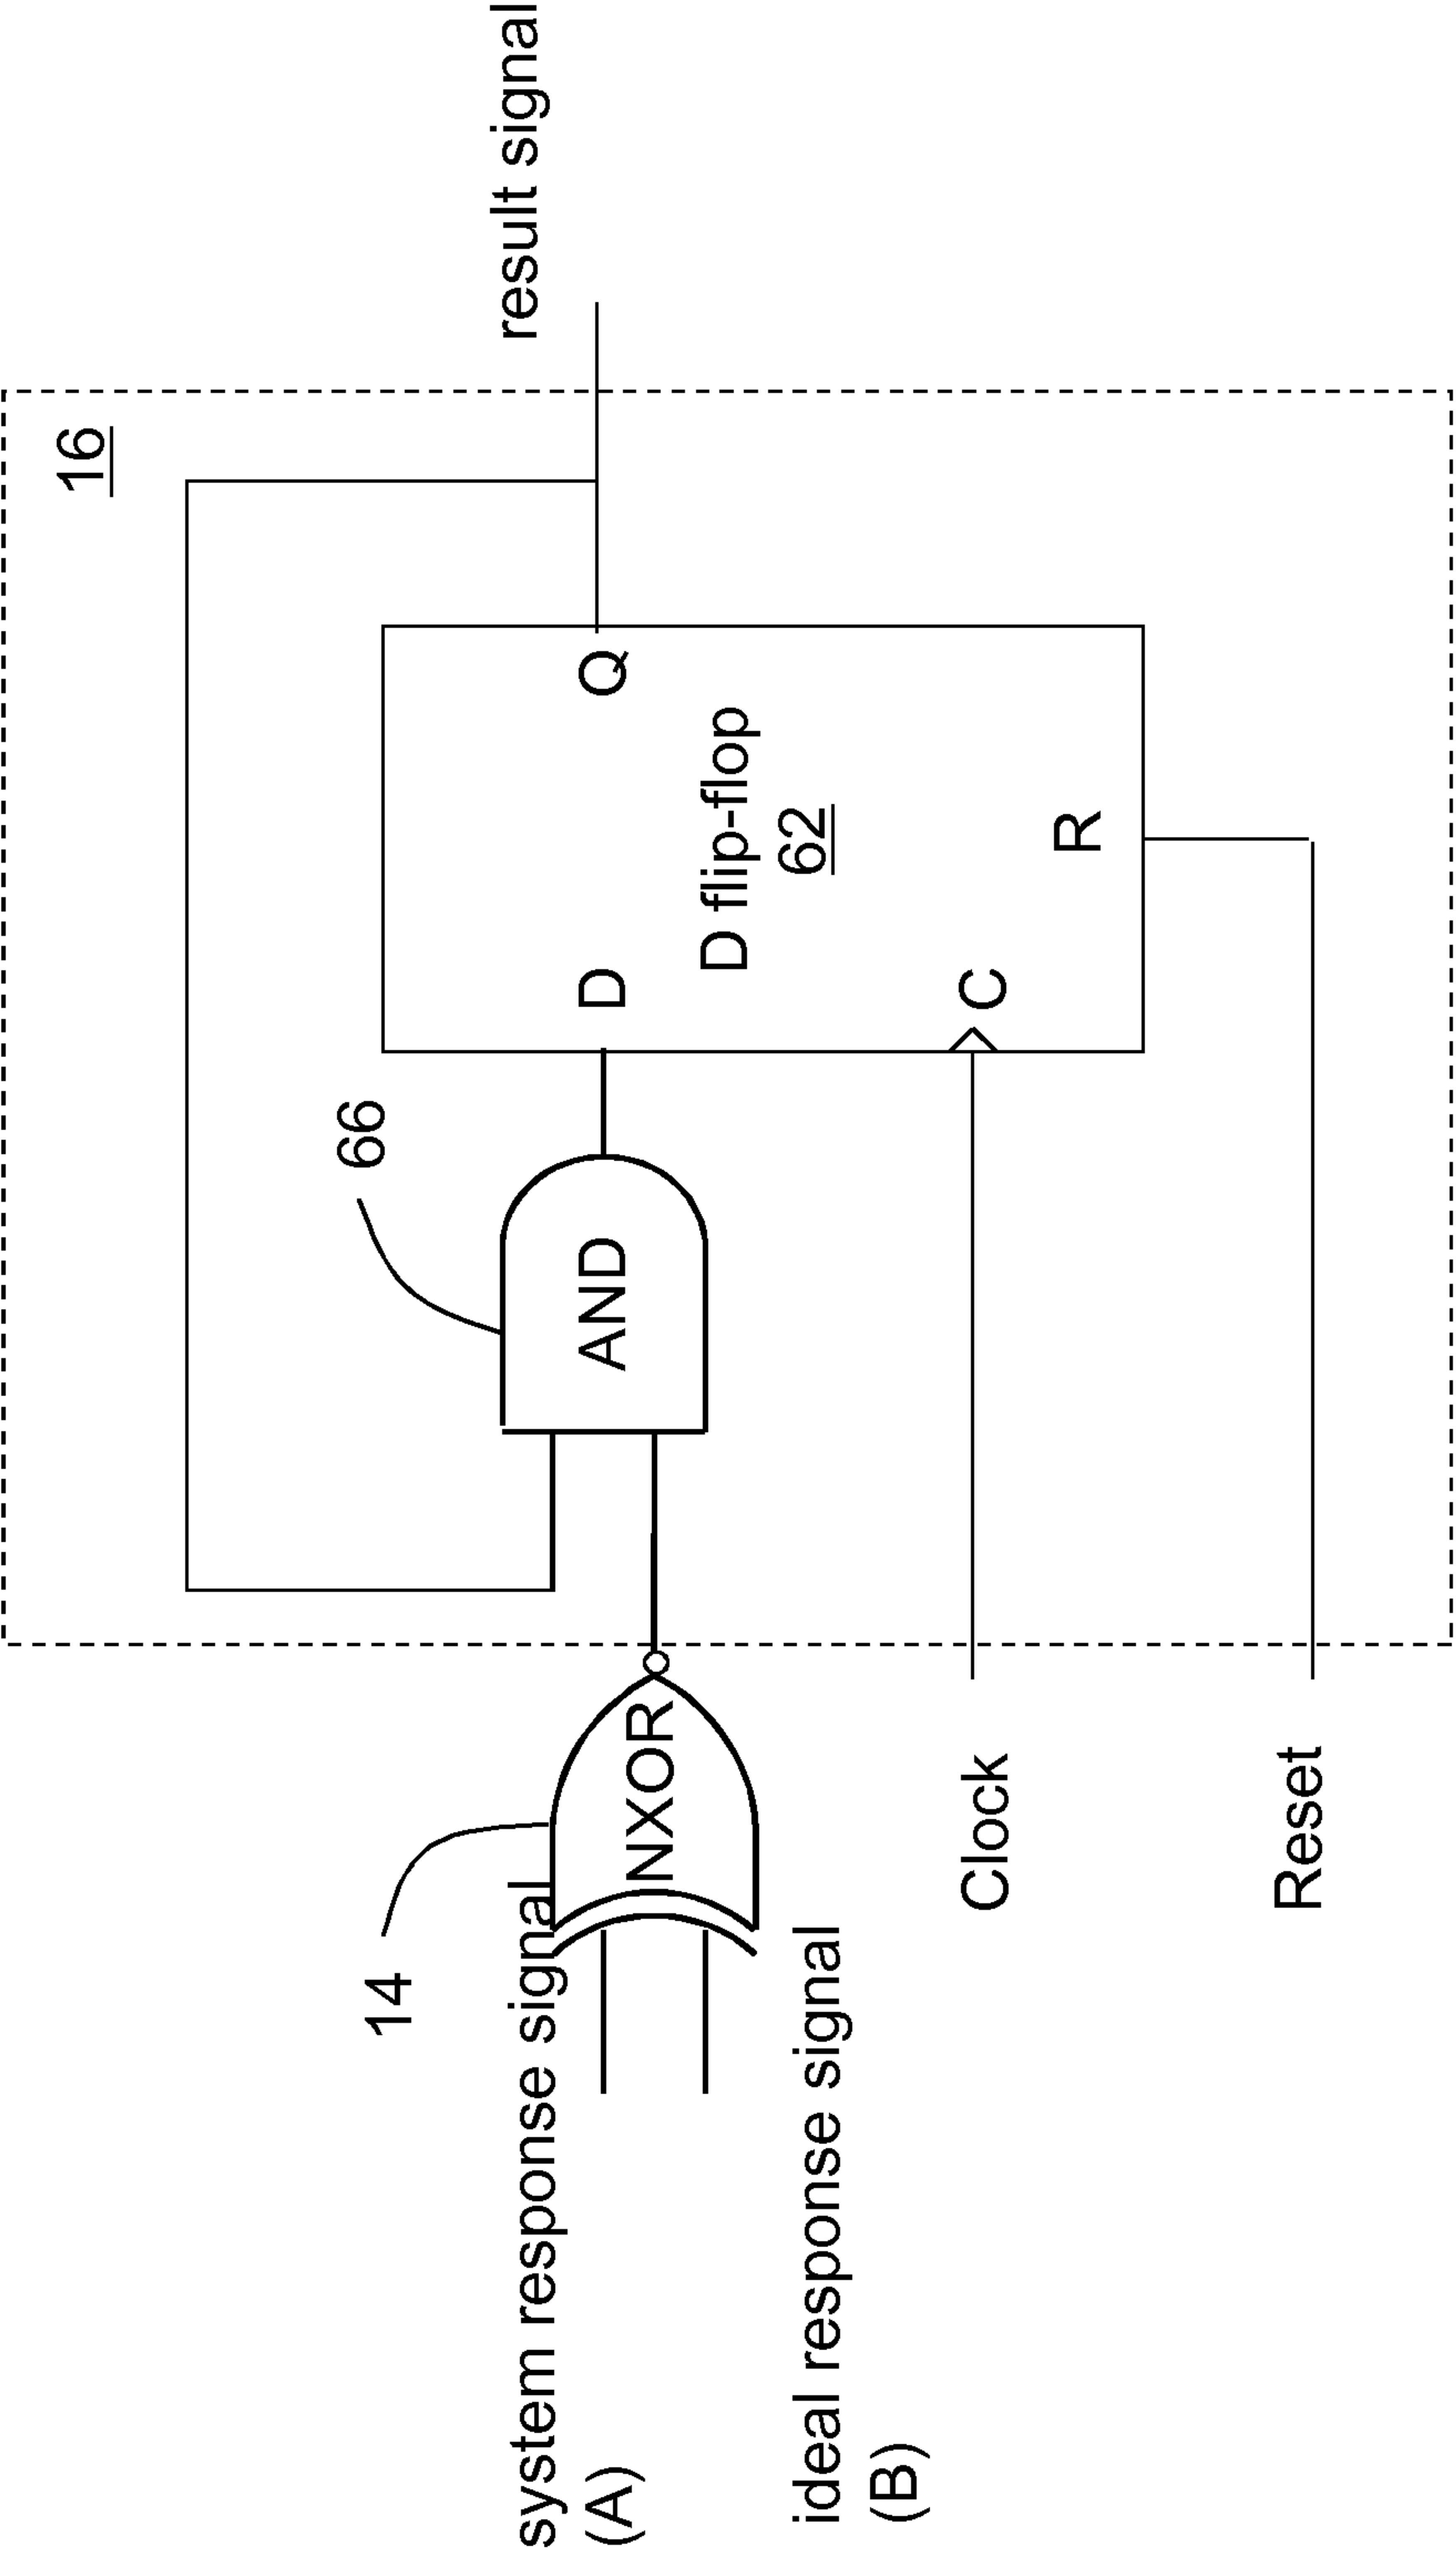 16
result signal
66
14
system response signal
(A)
AND
D
Q
NXOR
D flip-flop
62
ideal response signal
(B)
Clock
C
R
Reset